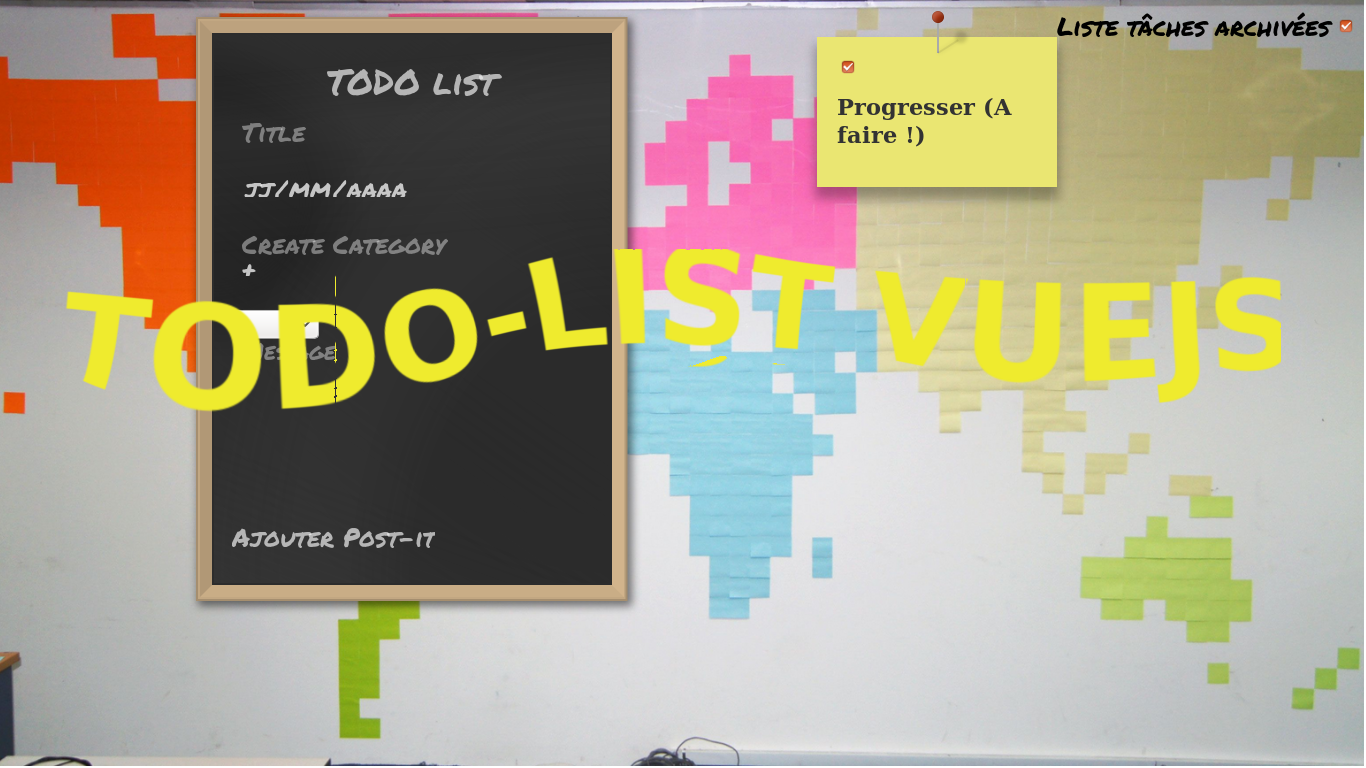 TODO list
Title
JJ/MM/AAAA
Create Category
+
Message
Ajouter Post-it
Progresser (A
faire !)
Liste tâches archivées
TODO-LIST VUEJS